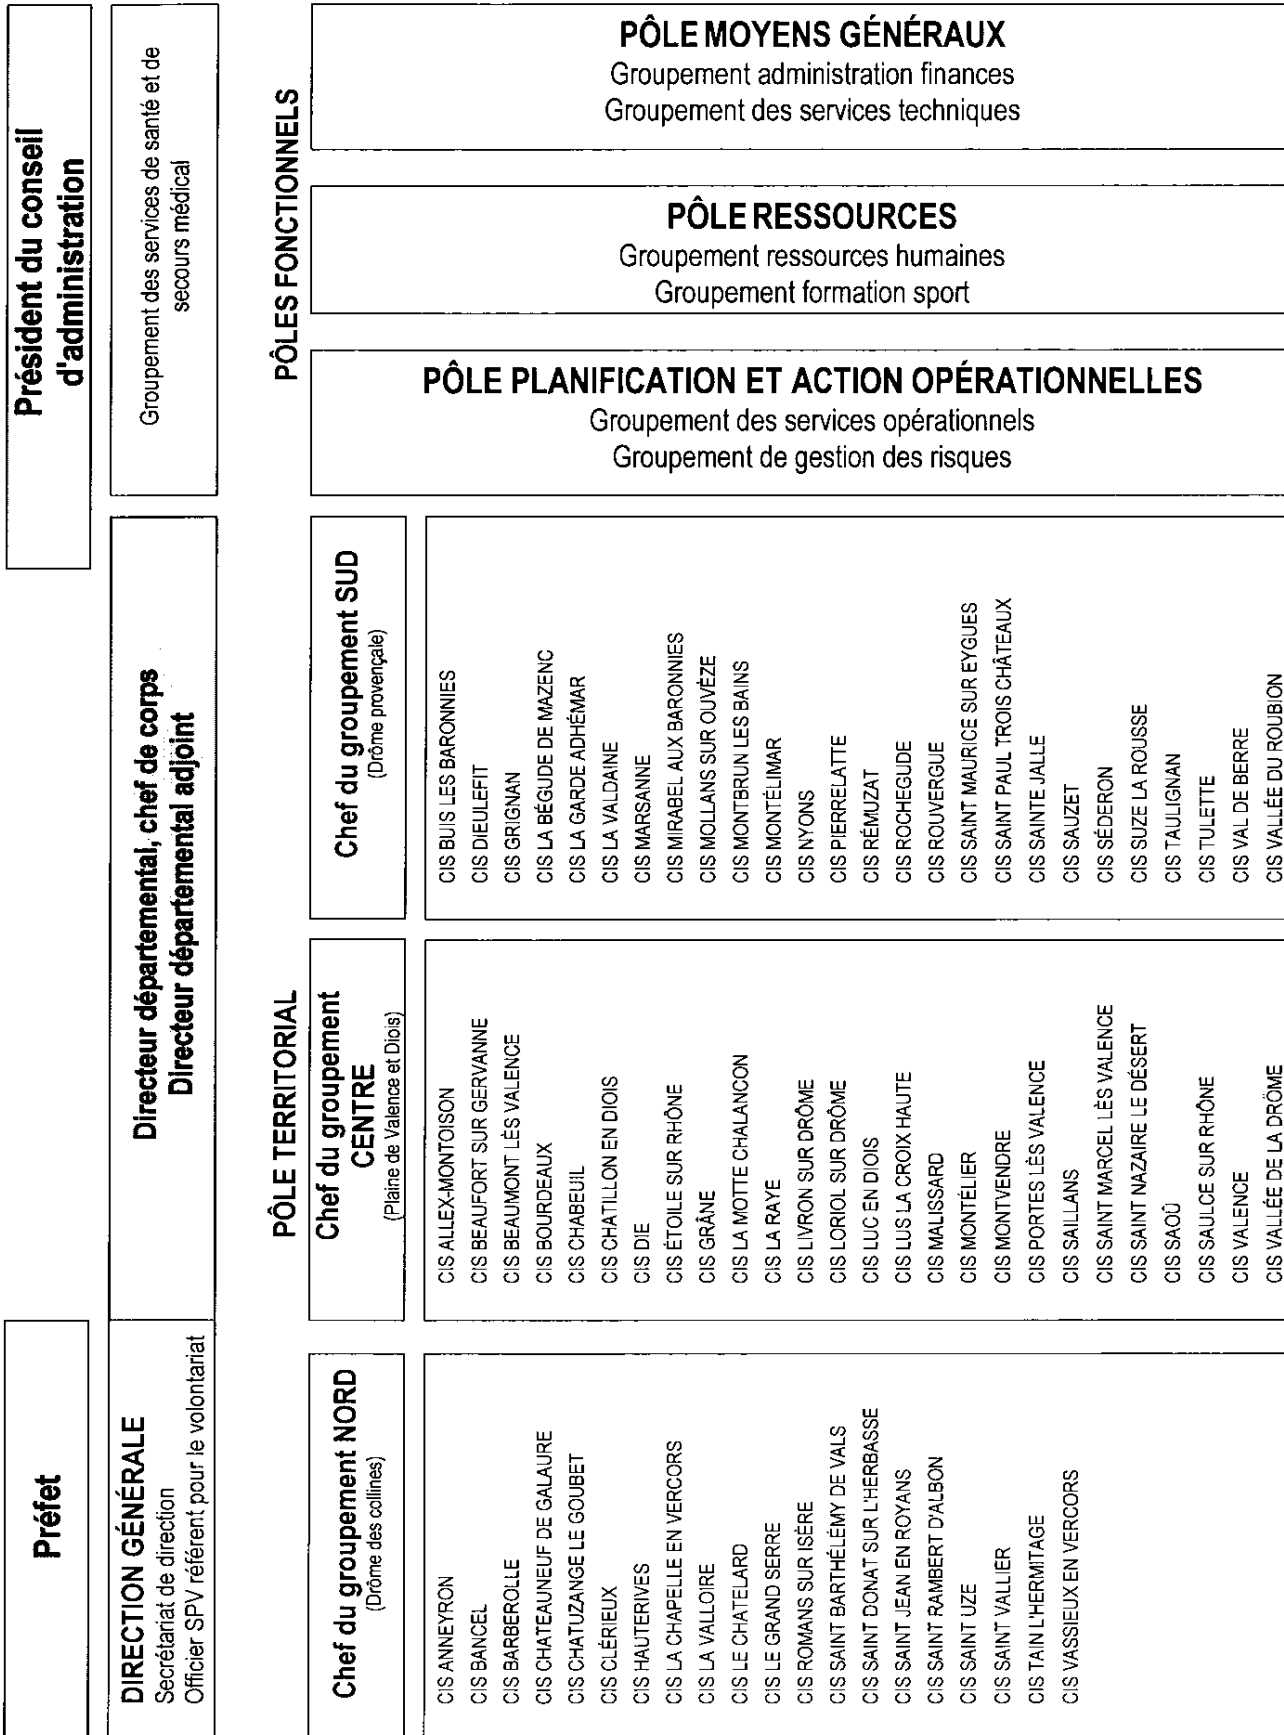 Préfet
Président du conseil
d'administration
DIRECTION GÉNÉRALE
Secrétariat de direction
Officier SPV référent pour le volontariat
Directeur départemental, chef de corps
Directeur départemental adjoint
Groupement des services de santé et de
secours médical
PÔLE TERRITORIAL
Chef du groupement NORD
(Drôme des collines)
CIS ANNEYRON
CIS BANCEL
CIS BARBEROLLE
CIS CHATEAUNEUF DE GALAURE
CIS CHATUZANGE LE GOUBET
CIS CLÉRIEUX
CIS HAUTERIVES
CIS LA CHAPELLE EN VERCORS
CIS LA VALLOIRE
CIS LE CHATELARD
CIS LE GRAND SERRE
CIS ROMANS SUR ISÈRE
CIS SAINT BARTHÉLÉMY DE VALS
CIS SAINT DONAT SUR L'HERBASSE
CIS SAINT JEAN EN ROYANS
CIS SAINT RAMBERT D'ALBON
CIS SAINT UZE
CIS SAINT VALLIER
CIS TAIN L'HERMITAGE
CIS VASSIEUX EN VERCORS
Chef du groupement
CENTRE
(Plaine de Valence et Diois)
CIS ALLEX-MONTOISON
CIS BEAUFORT SUR GERVANNE
CIS BEAUMONT LÈS VALENCE
CIS BOURDEAUX
CIS CHABEUIL
CIS CHATILLON EN DIOIS
CIS DIE
CIS ÉTOILE SUR RHÔNE
CIS GRÂNE
CIS LA MOTTE CHALANCON
CIS LA RAYE
CIS LIVRON SUR DRÔME
CIS LORIOL SUR DRÔME
CIS LUC EN DIOIS
CIS LUS LA CROIX HAUTE
CIS MALISSARD
CIS MONTÉLIER
CIS MONTVENDRE
CIS PORTES LÈS VALENCE
CIS SAILLANS
CIS SAINT MARCEL LÈS VALENCE
CIS SAINT NAZAIRE LE DÉSERT
CIS SAOÛ
CIS SAULCE SUR RHÔNE
CIS VALENCE
CIS VALLÉE DE LA DRÔME
Chef du groupement SUD
(Drôme provençale)
CIS BUIS LES BARONNIES
CIS DIEULEFIT
CIS GRIGNAN
CIS LA BÉGUDE DE MAZENC
CIS LA GARDE ADHÉMAR
CIS LA VALDAINE
CIS MARSANNE
CIS MIRABEL AUX BARONNIES
CIS MOLLANS SUR OUVÈZE
CIS MONTBRUN LES BAINS
CIS MONTÉLIMAR
CIS NYONS
CIS PIERRELATTE
CIS RÉMUZAT
CIS ROCHEGUDE
CIS ROUVERGUE
CIS SAINT MAURICE SUR EYGUES
CIS SAINT PAUL TROIS CHÂTEAUX
CIS SAINTE JALLE
CIS SAUZET
CIS SÉDERON
CIS SUZE LA ROUSSE
CIS TAULIGNAN
CIS TULETTE
CIS VAL DE BERRE
CIS VALLÉE DU ROUBION
PÔLES FONCTIONNELS
PÔLE PLANIFICATION ET ACTION OPÉRATIONNELLES
Groupement des services opérationnels
Groupement de gestion des risques
PÔLE RESSOURCES
Groupement ressources humaines
Groupement formation sport
PÔLE MOYENS GÉNÉRAUX
Groupement administration finances
Groupement des services techniques